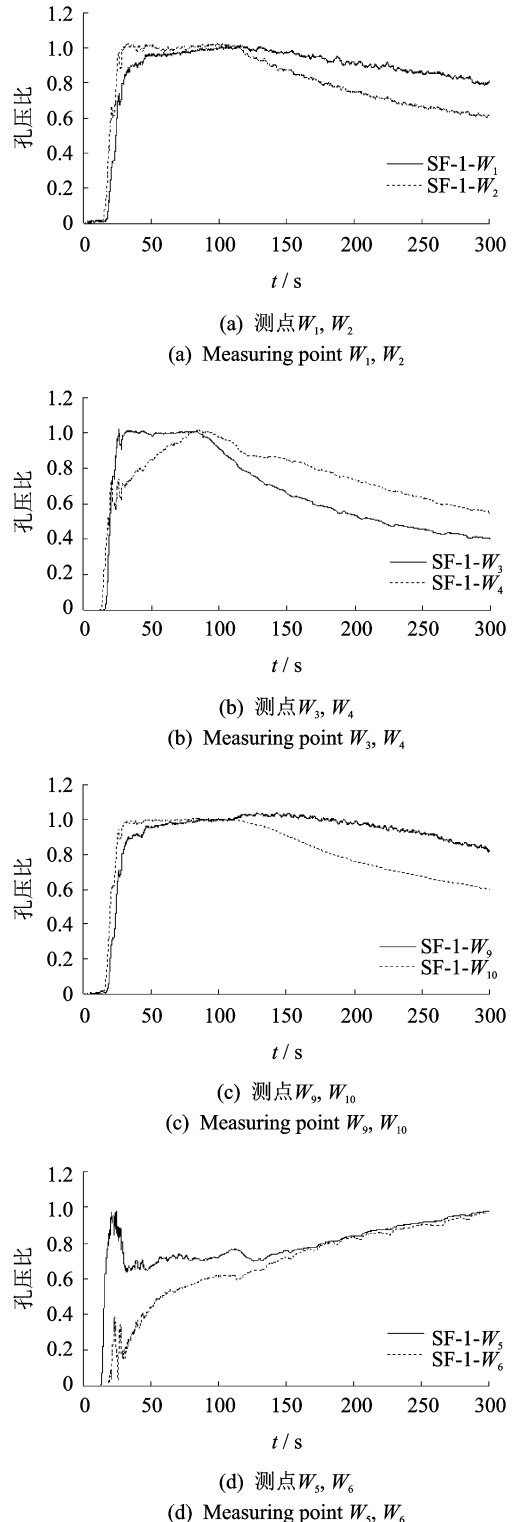 1.2
1.0
0.8
0.6
0.4
0.2
0
孔压比
SF-1-W₁
SF-1-W₂
0 50 100 150 200 250 300
t / s
(a) 测点W₁, W₂
(a) Measuring point W₁, W₂
1.2
1.0
0.8
0.6
0.4
0.2
0
孔压比
SF-1-W₃
SF-1-W₄
0 50 100 150 200 250 300
t / s
(b) 测点W₃, W₄
(b) Measuring point W₃, W₄
1.2
1.0
0.8
0.6
0.4
0.2
0
孔压比
SF-1-W₉
SF-1-W₁₀
0 50 100 150 200 250 300
t / s
(c) 测点W₉, W₁₀
(c) Measuring point W₉, W₁₀
1.2
1.0
0.8
0.6
0.4
0.2
0
孔压比
SF-1-W₅
SF-1-W₆
0 50 100 150 200 250 300
t / s
(d) 测点W₅, W₆
(d) Measuring point W₅, W₆